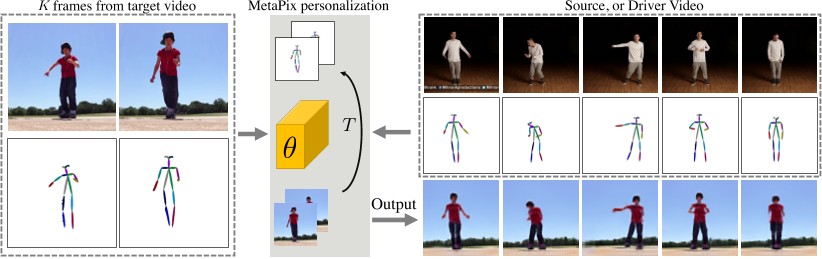 K frames from target video
MetaPix personalization
Source, or Driver Video
T
θ
Output